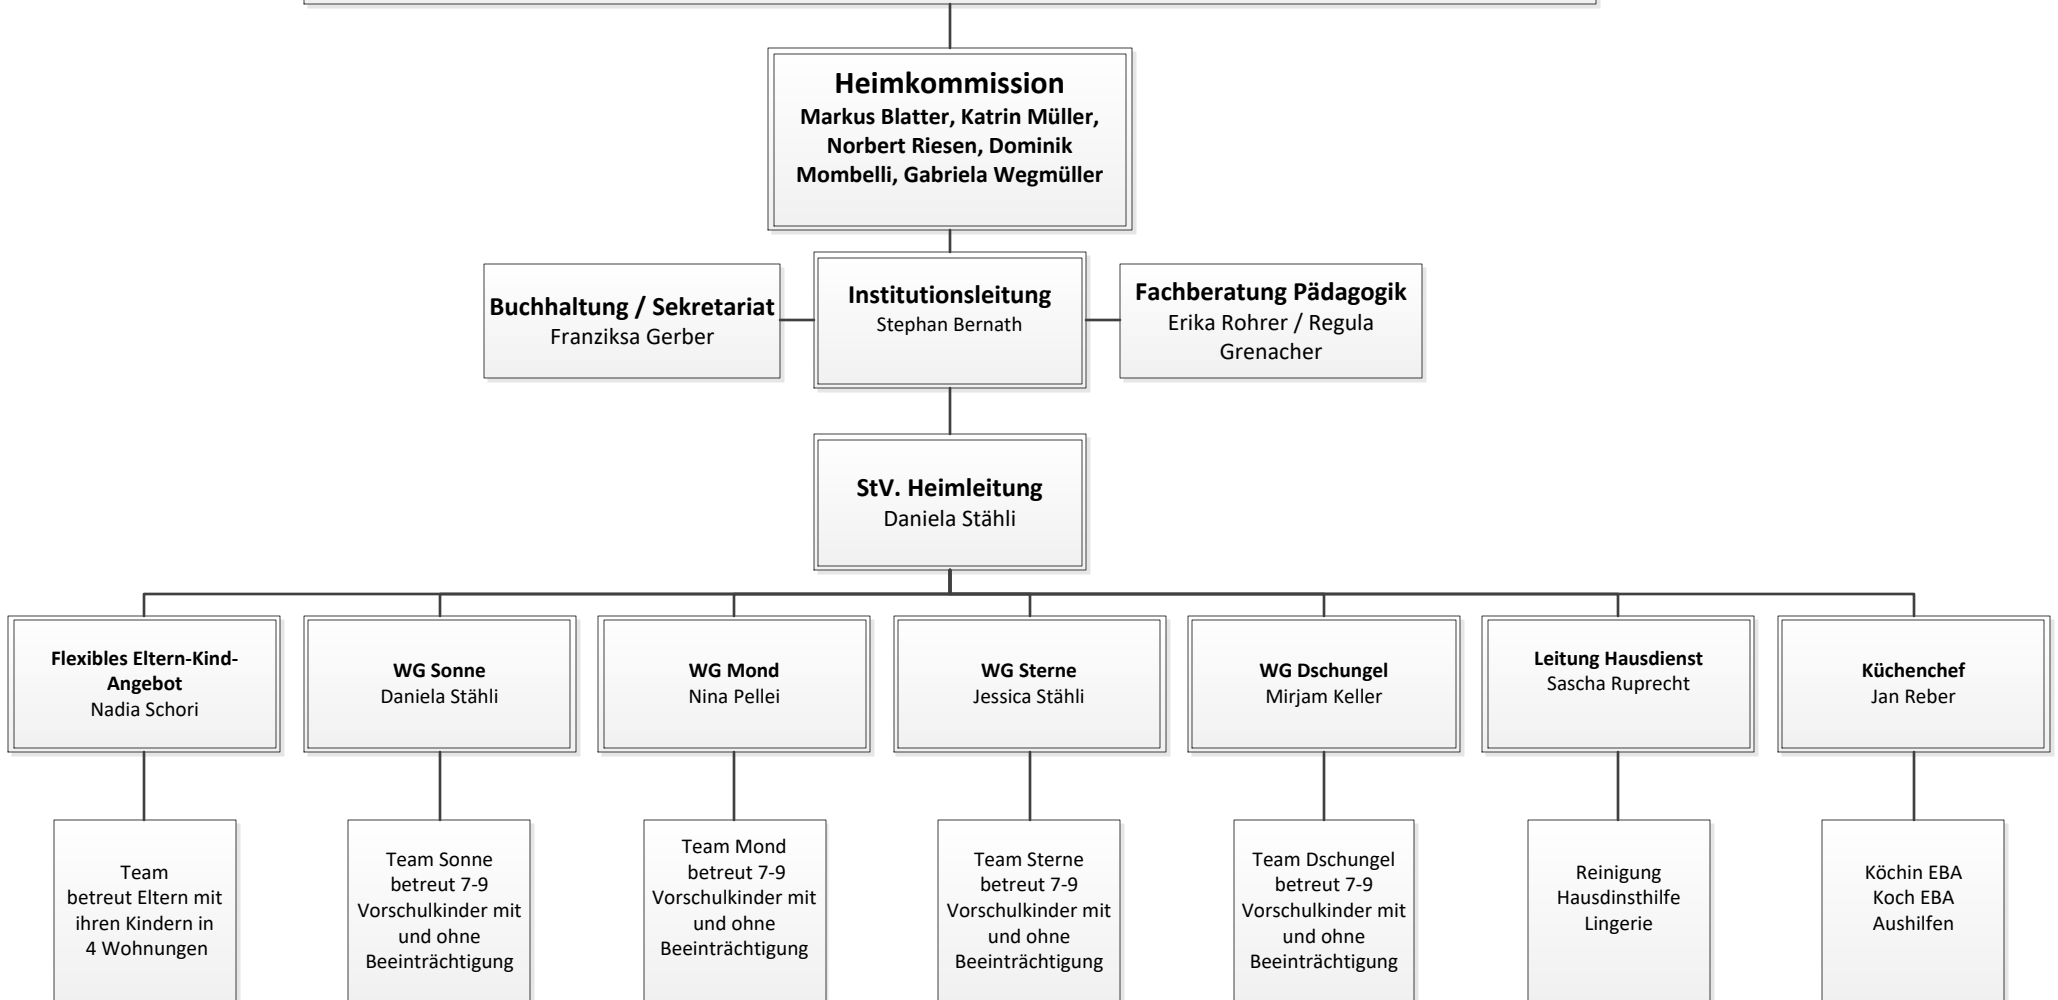 Heimkommission
Markus Blatter, Katrin Müller,
Norbert Riesen, Dominik
Mombelli, Gabriela Wegmüller
Buchhaltung / Sekretariat
Franziksa Gerber
Institutionsleitung
Stephan Bernath
Fachberatung Pädagogik
Erika Rohrer / Regula
Grenacher
StV. Heimleitung
Daniela Stähli
Flexibles Eltern-Kind-
Angebot
Nadia Schori
WG Sonne
Daniela Stähli
WG Mond
Nina Pellei
WG Sterne
Jessica Stähli
WG Dschungel
Mirjam Keller
Leitung Hausdienst
Sascha Ruprecht
Küchenchef
Jan Reber
Team
betreut Eltern mit
ihren Kindern in
4 Wohnungen
Team Sonne
betreut 7-9
Vorschulkinder mit
und ohne
Beeinträchtigung
Team Mond
betreut 7-9
Vorschulkinder mit
und ohne
Beeinträchtigung
Team Sterne
betreut 7-9
Vorschulkinder mit
und ohne
Beeinträchtigung
Team Dschungel
betreut 7-9
Vorschulkinder mit
und ohne
Beeinträchtigung
Reinigung
Hausdinsthilfe
Lingerie
Köchin EBA
Koch EBA
Aushilfen